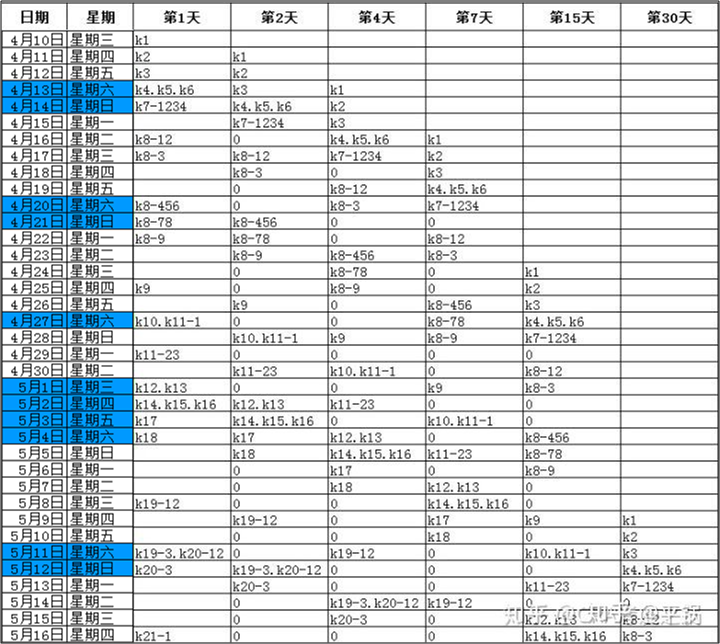 日期 星期 第1天 第2天 第4天 第7天 第15天 第30天
4月10日 星期三 k1
4月11日 星期四 k2 k1
4月12日 星期五 k3 k2
4月13日 星期六 k4.k5.k6 k3 k1
4月14日 星期日 k7-1234 k4.k5.k6 k2
4月15日 星期一 k7-1234 k3
4月16日 星期二 k8-12 0 k4.k5.k6 k1
4月17日 星期三 k8-3 k8-12 k7-1234 k2
4月18日 星期四 k8-3 0 k3
4月19日 星期五 0 k8-12 k4.k5.k6
4月20日 星期六 k8-456 0 k8-3 k7-1234
4月21日 星期日 k8-78 k8-456 0 0
4月22日 星期一 k8-9 k8-78 0 k8-12
4月23日 星期二 k8-9 k8-456 k8-3
4月24日 星期三 0 k8-78 0 k1
4月25日 星期四 k9 0 k8-9 0 k2
4月26日 星期五 k9 0 k8-456 k3
4月27日 星期六 k10.k11-1 0 0 k8-78 k4.k5.k6
4月28日 星期日 k10.k11-1 k9 k8-9 k7-1234
4月29日 星期一 k11-23 0 0 0 0
4月30日 星期二 k11-23 k10.k11-1 0 k8-12
5月1日 星期三 k12.k13 0 0 k9 k8-3
5月2日 星期四 k14.k15.k16 k12.k13 k11-23 0 0
5月3日 星期五 k17 k14.k15.k16 0 k10.k11-1 0
5月4日 星期六 k18 k17 k12.k13 0 k8-456
5月5日 星期日 k18 k14.k15.k16 k11-23 k8-78
5月6日 星期一 0 k17 0 k8-9
5月7日 星期二 0 k18 k12.k13 0
5月8日 星期三 k19-12 0 0 k14.k15.k16 0
5月9日 星期四 k19-12 0 k17 k9 k1
5月10日 星期五 0 0 k18 0 k2
5月11日 星期六 k19-3.k20-12 0 k19-12 0 k10.k11-1 k3
5月12日 星期日 k20-3 k19-3.k20-12 0 0 0 k4.k5.k6
5月13日 星期一 k20-3 0 0 k11-23 k7-1234
5月14日 星期二 0 k19-3.k20-12 k19-12 0 0
5月15日 星期三 0 k20-3 0 k12.k13 k8-12
5月16日 星期四 k21-1 0 0 0 k14.k15.k16 k8-3